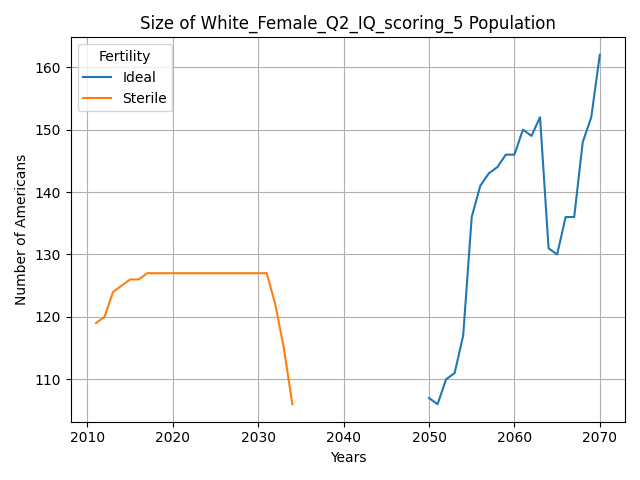 Size of White_Female_Q2_IQ_scoring_5 Population
Fertility
Ideal
Sterile
Number of Americans
160
150
140
130
120
110
2010 2020 2030 2040 2050 2060 2070
Years